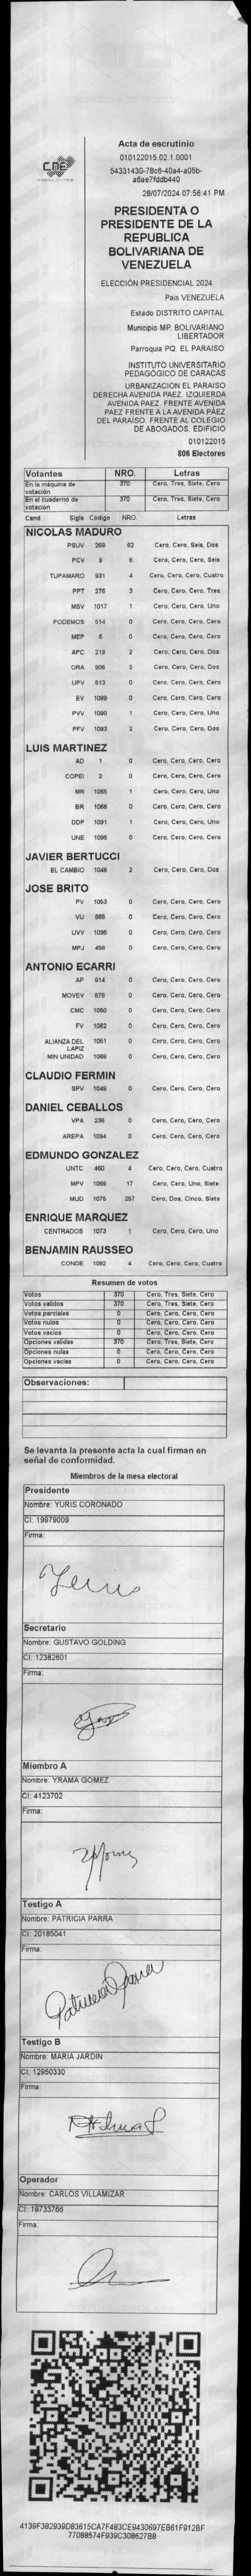 CNE
Acta de escrutinio
010122015.02.1.0001
54331430-78c6-40a4-a05b-
a6ae7fddb440
28/07/2024 07:56:41 PM
PRESIDENTA O
PRESIDENTE DE LA
REPUBLICA
BOLIVARIANA DE
VENEZUELA
ELECCIÓN PRESIDENCIAL 2024
Pais VENEZUELA
Estado DISTRITO CAPITAL
Municipio MP. BOLIVARIANO
LIBERTADOR
Parroquia PQ. EL PARAISO
INSTITUTO UNIVERSITARIO
PEDAGÓGICO DE CARACAS
URBANIZACION EL PARAISO
DERECHA AVENIDA PAEZ. IZQUIERDA
AVENIDA PAEZ. FRENTE AVENIDA
PAEZ FRENTE A LA AVENIDA PÁEZ
DEL PARAISO. FRENTE AL COLEGIO
DE ABOGADOS. EDIFICIO
010122015
806 Electores
Votantes NRO. Letras
En la máquina de votación 370 Cero, Tres, Siete, Cero
En el cuaderno de votación 370 Cero, Tres, Siete, Cero
Cand Sigla Código NRO. Letras
NICOLAS MADURO
PSUV 269 62 Cero, Cero, Seis, Dos
PCV 9 6 Cero, Cero, Cero, Seis
TUPAMARO 931 4 Cero, Cero, Cero, Cuatro
PPT 276 3 Cero, Cero, Cero, Tres
MSV 1017 1 Cero, Cero, Cero, Uno
PODEMOS 514 0 Cero, Cero, Cero, Cero
MEP 6 0 Cero, Cero, Cero, Cero
APC 219 2 Cero, Cero, Cero, Dos
ORA 906 2 Cero, Cero, Cero, Dos
UPV 613 0 Cero, Cero, Cero, Cero
EV 1089 0 Cero, Cero, Cero, Cero
PVV 1090 1 Cero, Cero, Cero, Uno
PFV 1093 2 Cero, Cero, Cero, Dos
LUIS MARTINEZ
AD 1 0 Cero, Cero, Cero, Cero
COPEI 2 0 Cero, Cero, Cero, Cero
MR 1065 1 Cero, Cero, Cero, Uno
BR 1066 0 Cero, Cero, Cero, Cero
DDP 1091 1 Cero, Cero, Cero, Uno
UNE 1095 0 Cero, Cero, Cero, Cero
JAVIER BERTUCCI
EL CAMBIO 1048 2 Cero, Cero, Cero, Dos
JOSE BRITO
PV 1053 0 Cero, Cero, Cero, Cero
VU 888 0 Cero, Cero, Cero, Cero
UVV 1096 0 Cero, Cero, Cero, Cero
MPJ 459 0 Cero, Cero, Cero, Cero
ANTONIO ECARRI
AP 914 0 Cero, Cero, Cero, Cero
MOVEV 878 0 Cero, Cero, Cero, Cero
CMC 1050 0 Cero, Cero, Cero, Cero
FV 1062 0 Cero, Cero, Cero, Cero
ALIANZA DEL LAPIZ 1051 0 Cero, Cero, Cero, Cero
MIN UNIDAD 1068 0 Cero, Cero, Cero, Cero
CLAUDIO FERMIN
SPV 1049 0 Cero, Cero, Cero, Cero
DANIEL CEBALLOS
VPA 236 0 Cero, Cero, Cero, Cero
AREPA 1094 0 Cero, Cero, Cero, Cero
EDMUNDO GONZALEZ
UNTC 460 4 Cero, Cero, Cero, Cuatro
MPV 1069 17 Cero, Cero, Uno, Siete
MUD 1075 257 Cero, Dos, Cinco, Siete
ENRIQUE MARQUEZ
CENTRADOS 1073 1 Cero, Cero, Cero, Uno
BENJAMIN RAUSSEO
CONDE 1092 4 Cero, Cero, Cero, Cuatro
Resumen de votos
Votos 370 Cero, Tres, Siete, Cero
Votos validos 370 Cero, Tres, Siete, Cero
Votos parciales 0 Cero, Cero, Cero, Cero
Votos nulos 0 Cero, Cero, Cero, Cero
Votos vacios 0 Cero, Cero, Cero, Cero
Opciones validas 370 Cero, Tres, Siete, Cero
Opciones nulas 0 Cero, Cero, Cero, Cero
Opciones vacias 0 Cero, Cero, Cero, Cero
Observaciones:
Se levanta la presente acta la cual firman en
señal de conformidad.
Miembros de la mesa electoral
Presidente
Nombre: YURIS CORONADO
CI: 19979009
Firma:
Secretario
Nombre: GUSTAVO GOLDING
CI: 12382601
Firma:
Miembro A
Nombre: YRAMA GOMEZ
CI: 4123702
Firma:
Testigo A
Nombre: PATRICIA PARRA
CI: 20185041
Firma:
Patricia Parra
Testigo B
Nombre: MARIA JARDIN
CI: 12950330
Firma:
Operador
Nombre: CARLOS VILLAMIZAR
CI: 19733786
Firma:
4139F382939D83615CA7F483CE9430697EB61F912BF
77088574F939C308627B8